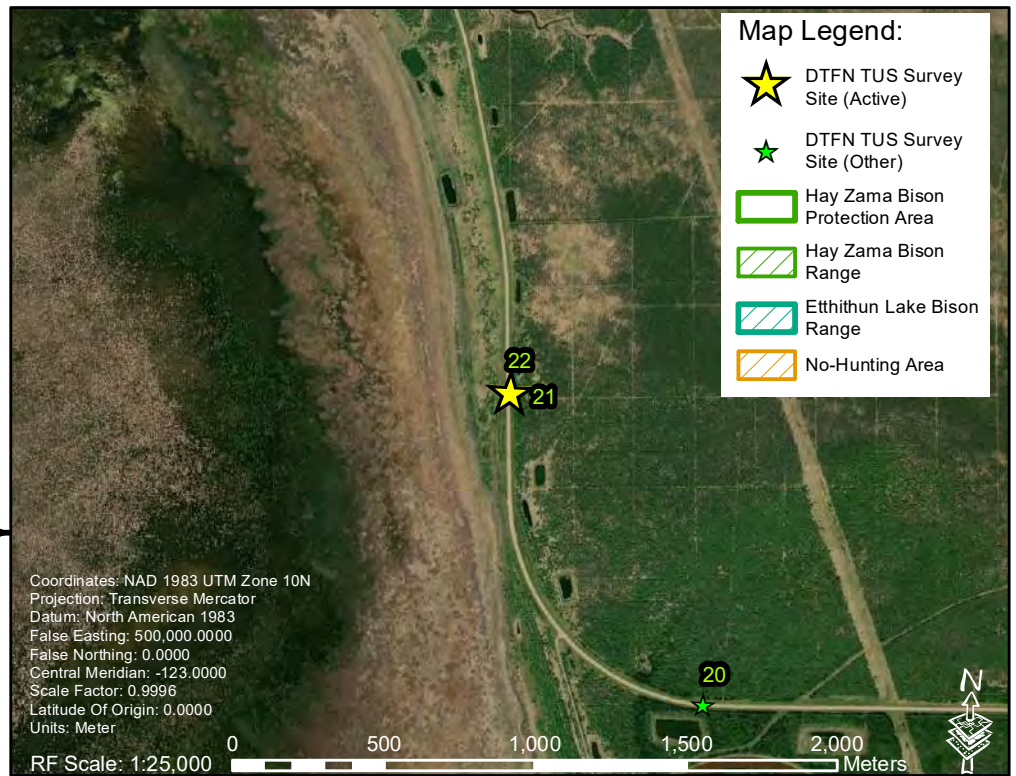 Map Legend:
DTFN TUS Survey
Site (Active)
DTFN TUS Survey
Site (Other)
Hay Zama Bison
Protection Area
Hay Zama Bison
Range
Etthithun Lake Bison
Range
No-Hunting Area
22
21
20
Coordinates: NAD 1983 UTM Zone 10N
Projection: Transverse Mercator
Datum: North American 1983
False Easting: 500,000.0000
False Northing: 0.0000
Central Meridian: -123.0000
Scale Factor: 0.9996
Latitude Of Origin: 0.0000
Units: Meter
RF Scale: 1:25,000
0 500 1,000 1,500 2,000
Meters
N